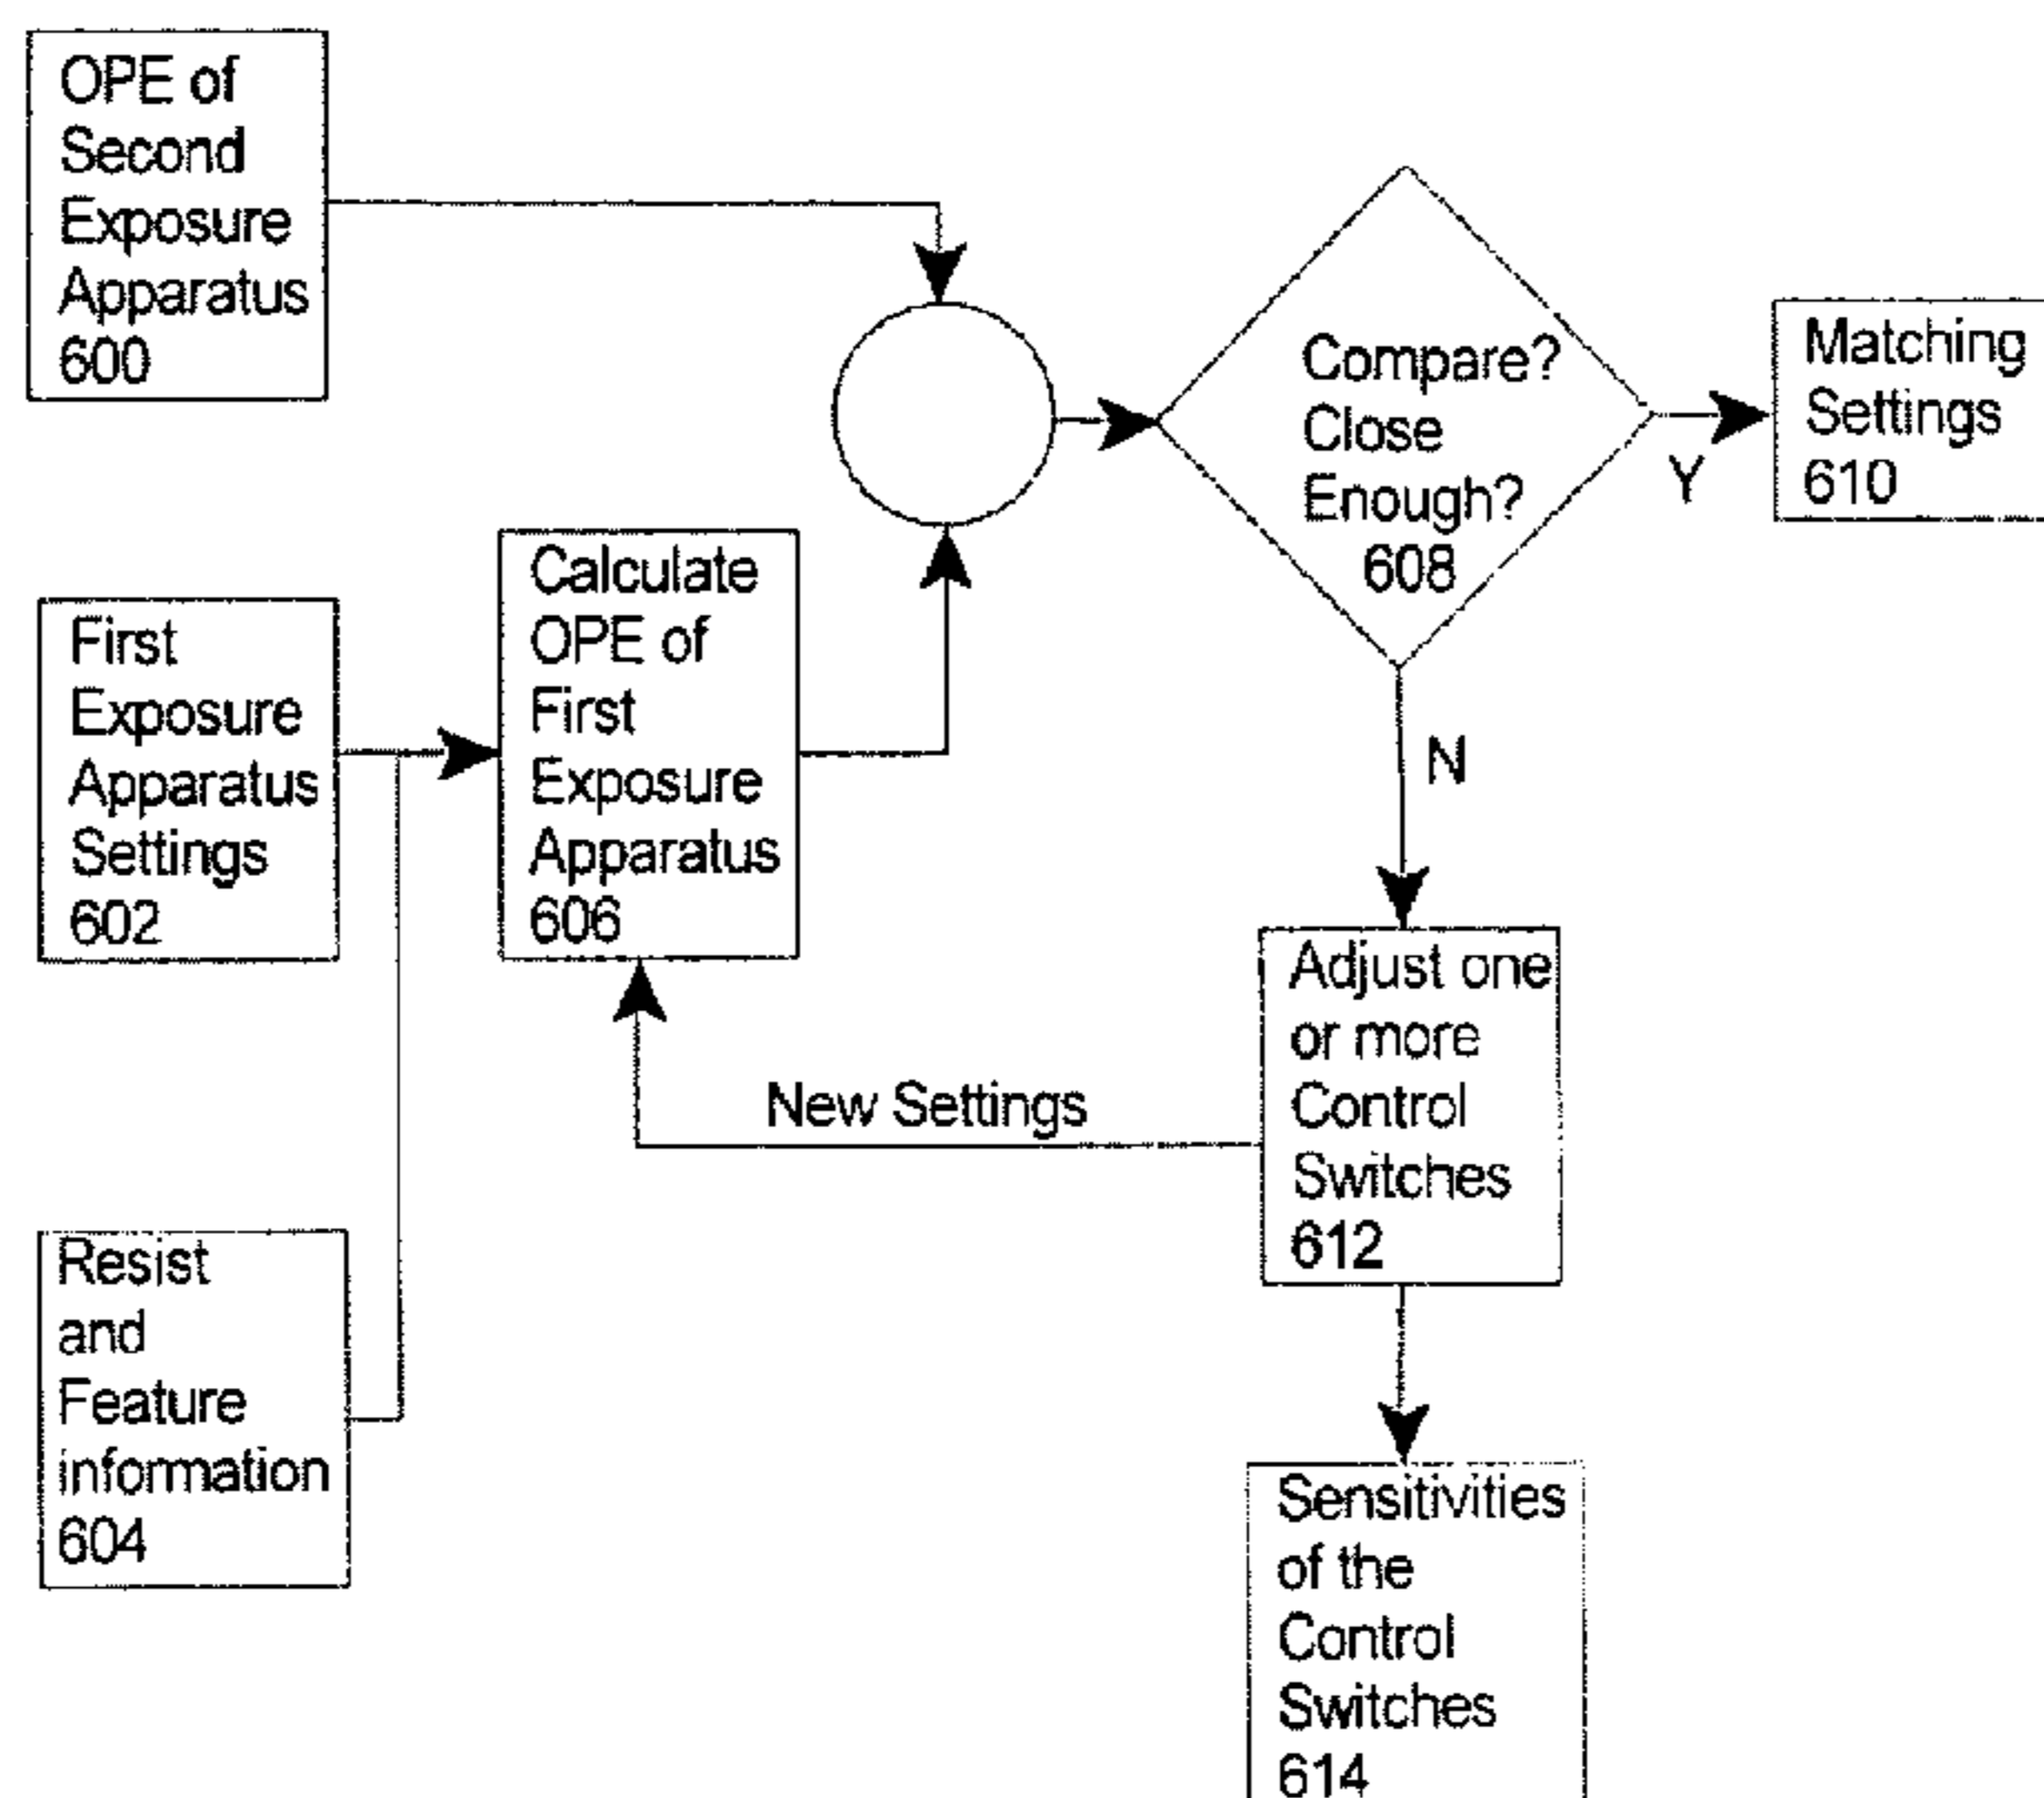 OPE of
Second
Exposure
Apparatus
600
Compare?
Close
Enough?
608
Matching
Settings
610
Y
First
Exposure
Apparatus
Settings
602
Calculate
OPE of
First
Exposure
Apparatus
606
N
Adjust one
or more
Control
Switches
612
New Settings
Resist
and
Feature
information
604
Sensitivities
of the
Control
Switches
614